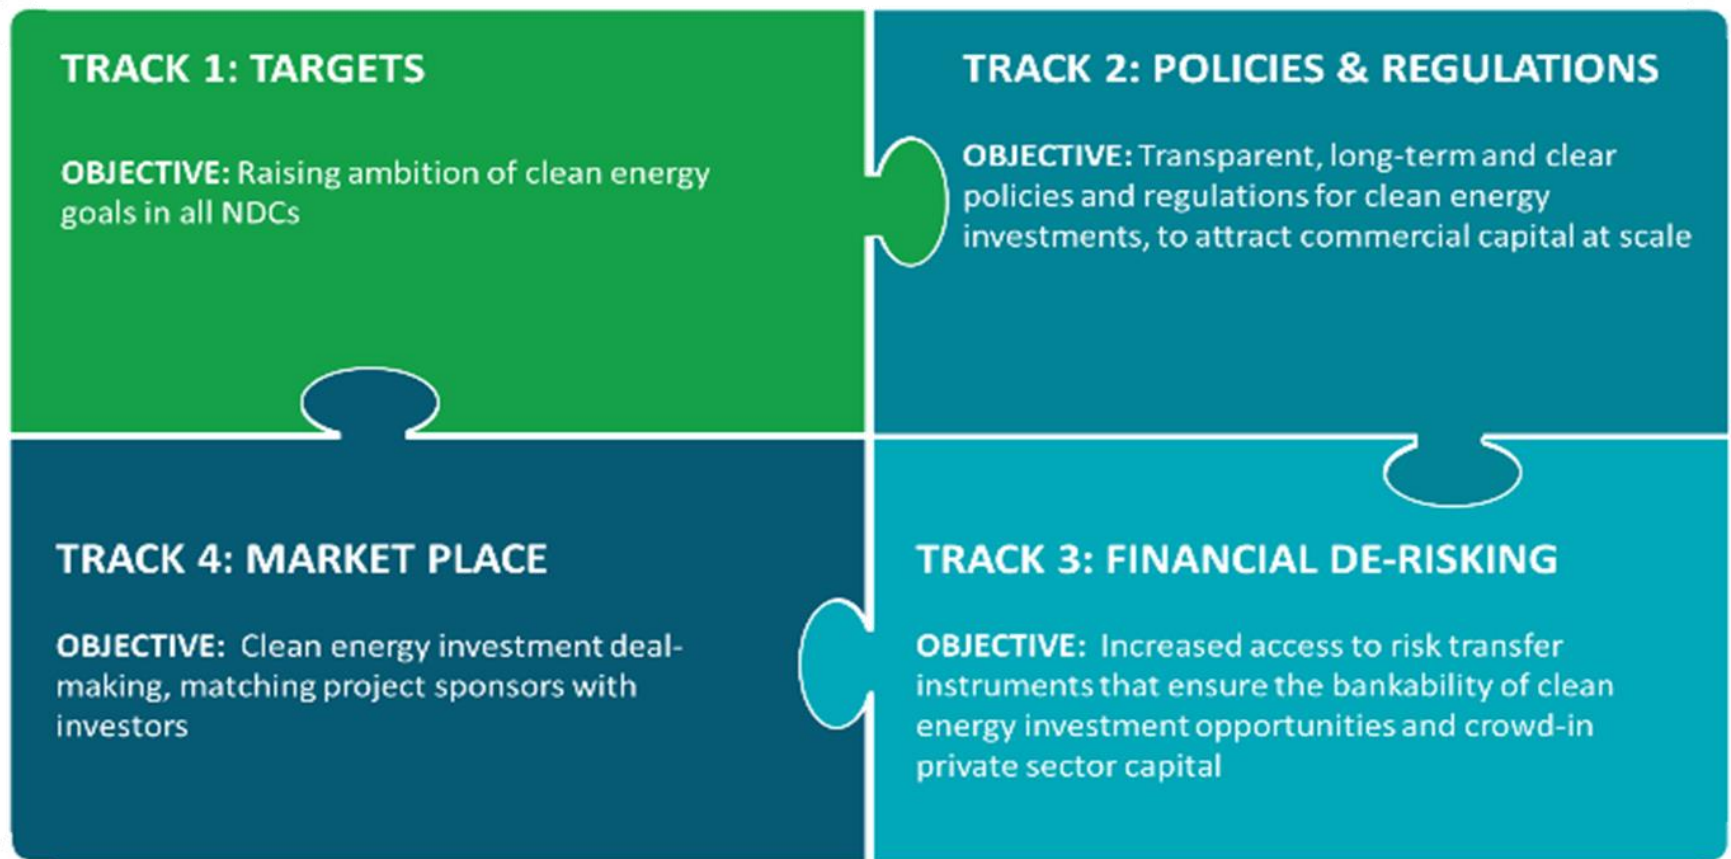 TRACK 1: TARGETS
OBJECTIVE: Raising ambition of clean energy
goals in all NDCs
TRACK 2: POLICIES & REGULATIONS
OBJECTIVE: Transparent, long-term and clear
policies and regulations for clean energy
investments, to attract commercial capital at scale
TRACK 4: MARKET PLACE
OBJECTIVE: Clean energy investment deal-
making, matching project sponsors with
investors
TRACK 3: FINANCIAL DE-RISKING
OBJECTIVE: Increased access to risk transfer
instruments that ensure the bankability of clean
energy investment opportunities and crowd-in
private sector capital